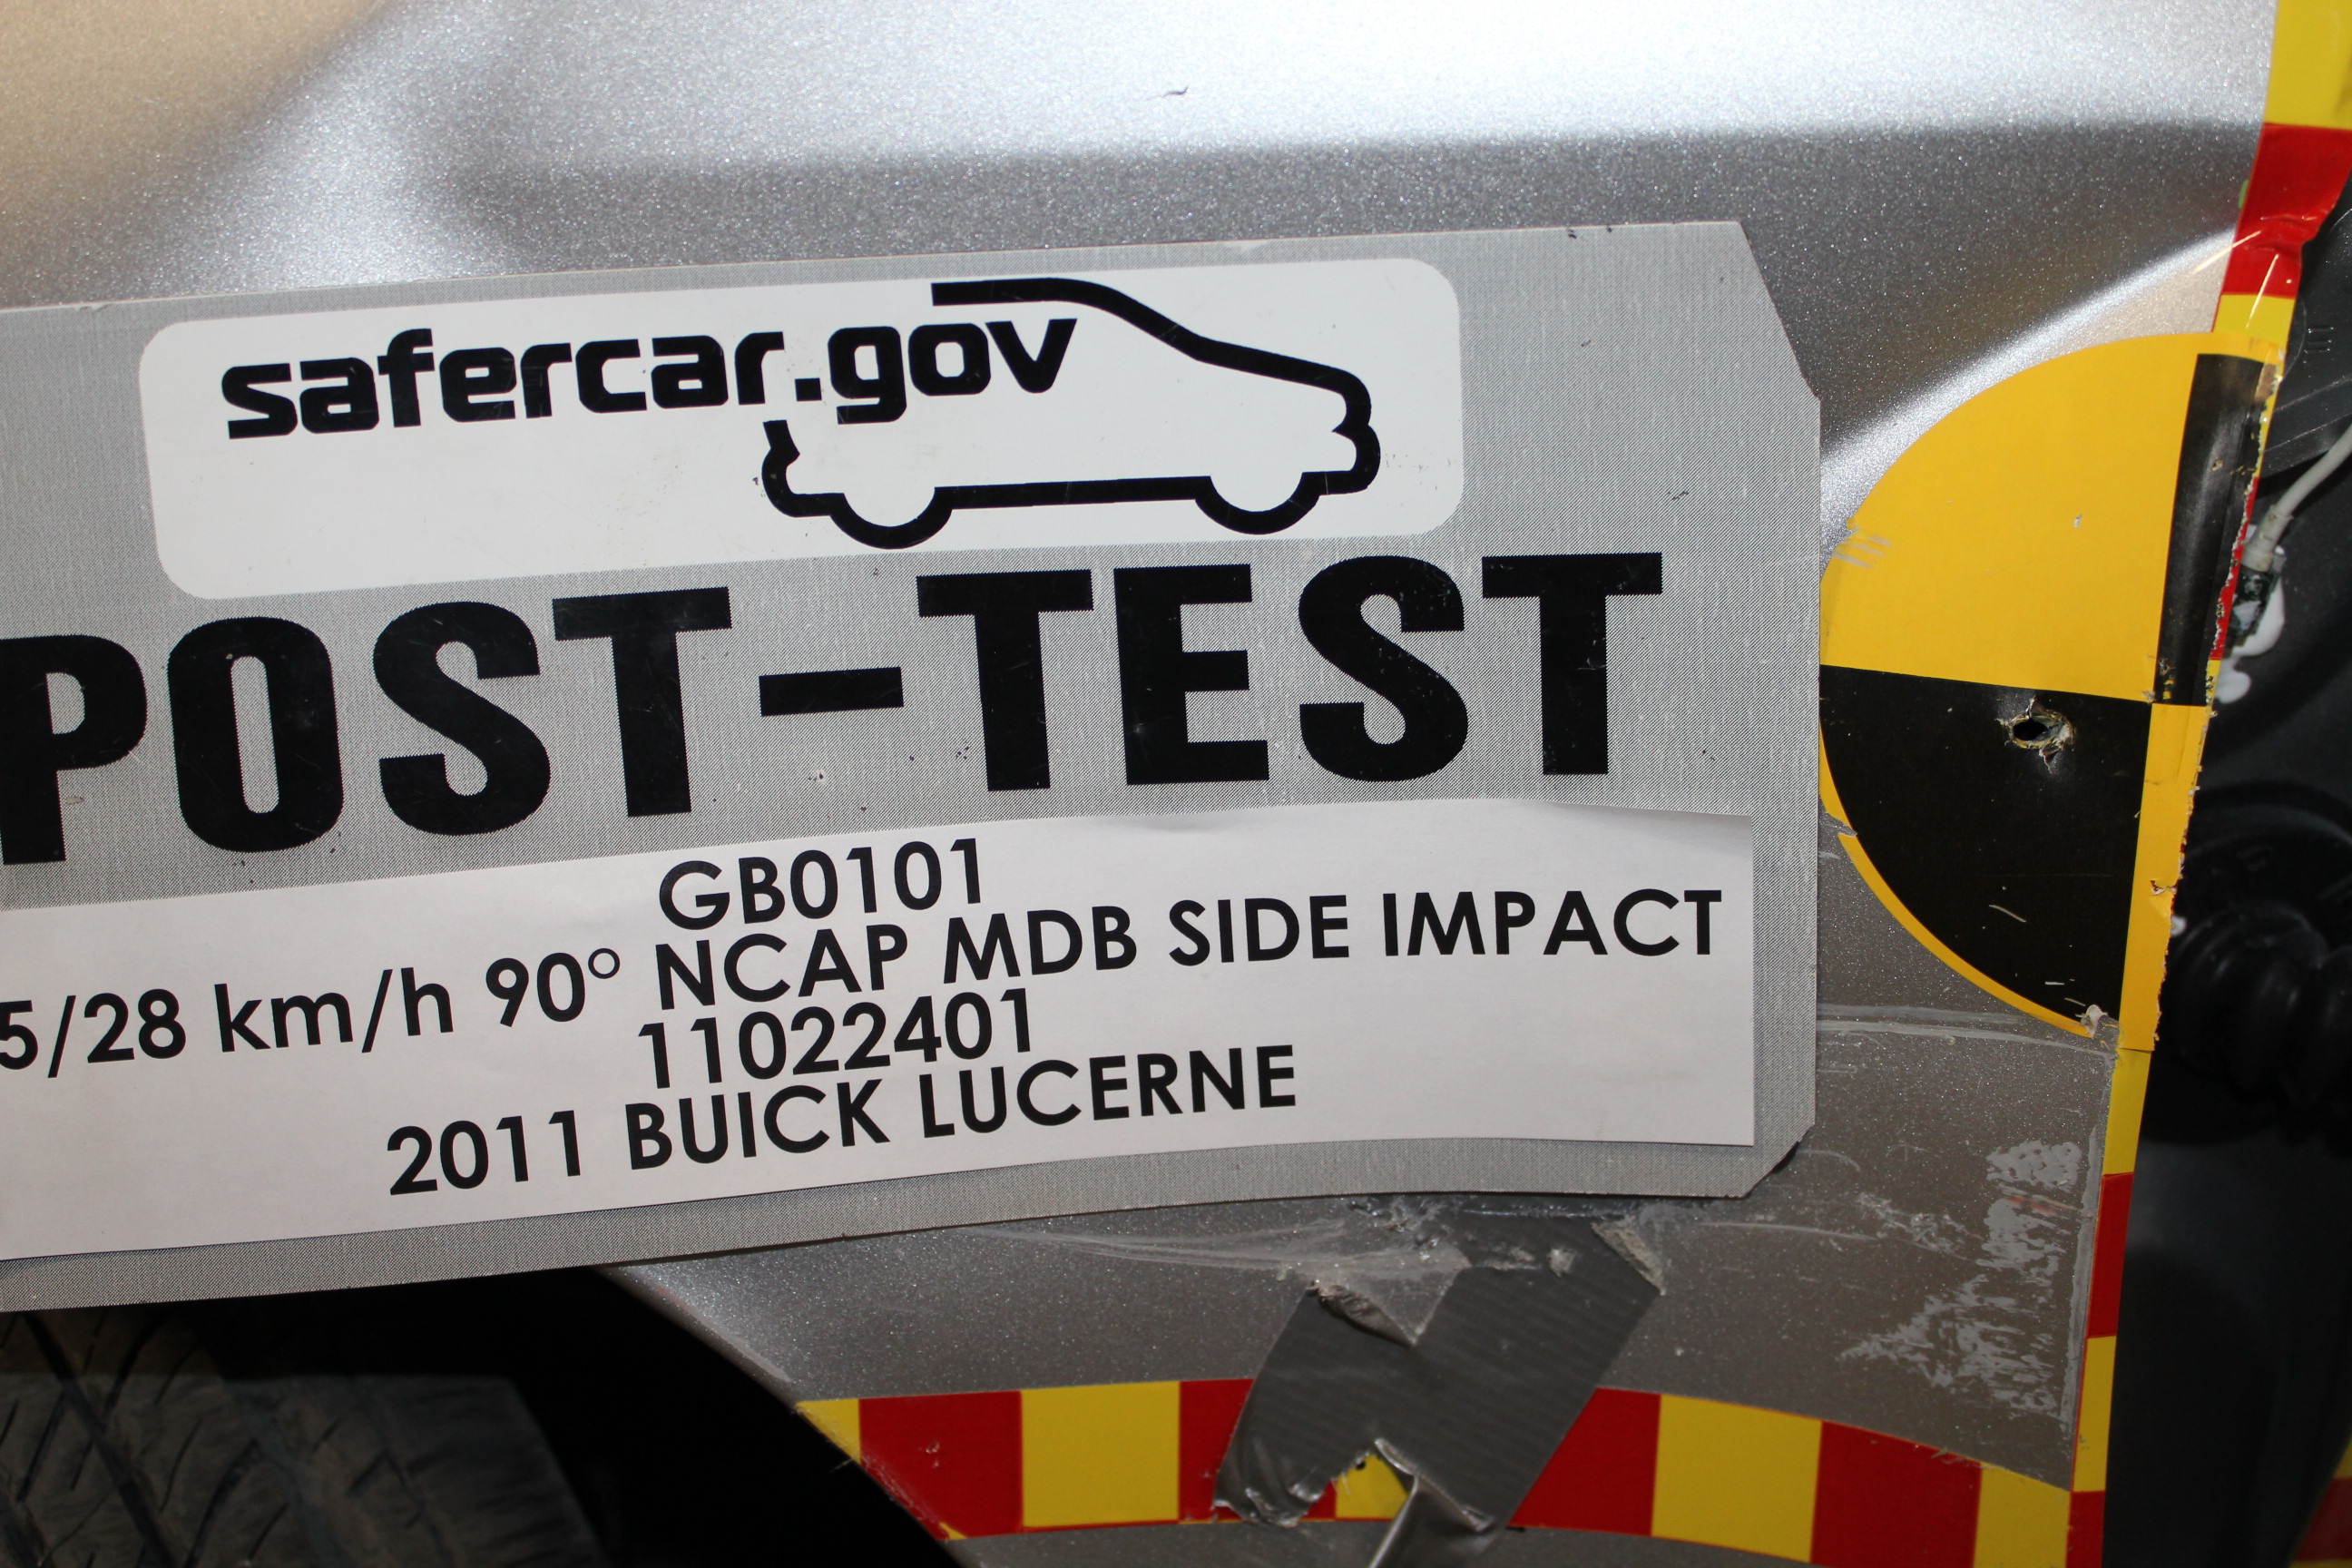 safercar.gov
POST-TEST
GB0101
5/28 km/h 90° NCAP MDB SIDE IMPACT
11022401
2011 BUICK LUCERNE